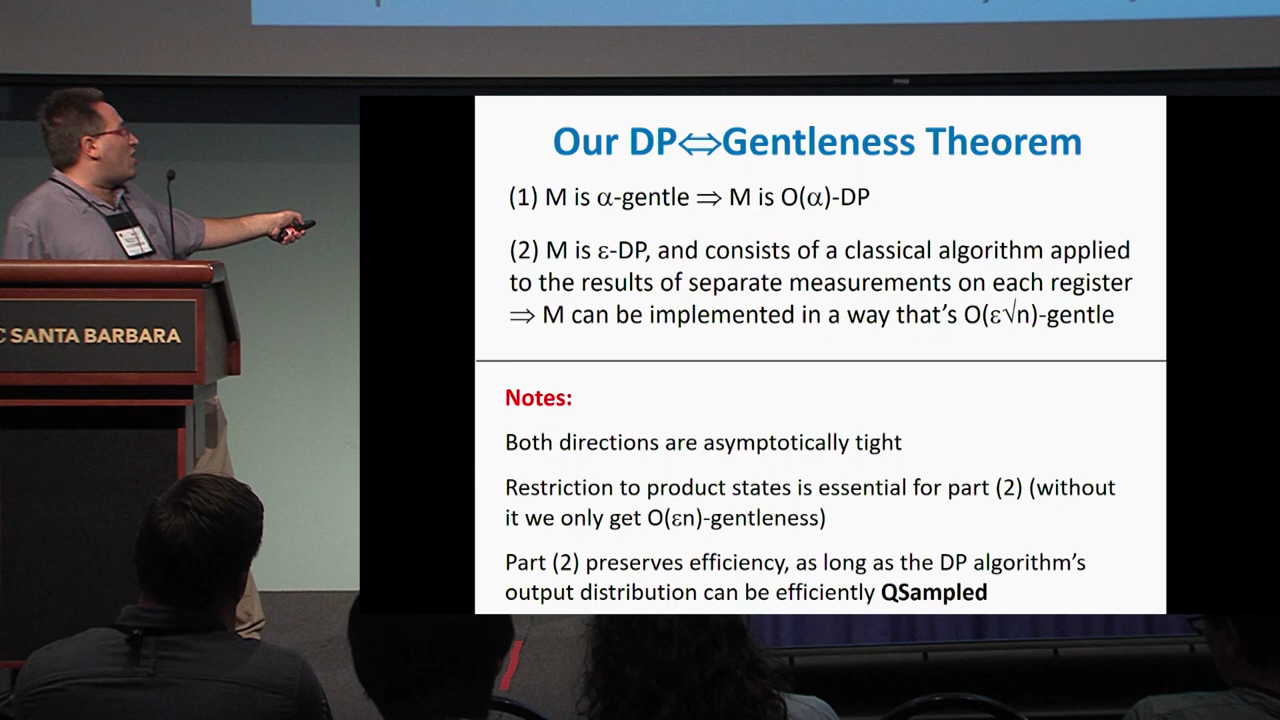 Our DP⇔Gentleness Theorem
(1) M is α-gentle ⇒ M is O(α)-DP
(2) M is ε-DP, and consists of a classical algorithm applied
to the results of separate measurements on each register
⇒ M can be implemented in a way that's O(ε√n)-gentle
Notes:
Both directions are asymptotically tight
Restriction to product states is essential for part (2) (without
it we only get O(εn)-gentleness)
Part (2) preserves efficiency, as long as the DP algorithm's
output distribution can be efficiently QSampled
SANTA BARBARA